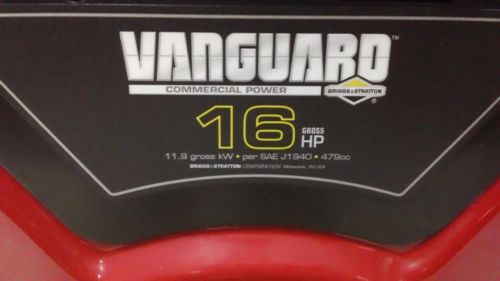 VANGUARD™
COMMERCIAL POWER
BRIGGS&STRATTON
®
16 GROSS HP
11.9 gross kW • per SAE J1940 • 479cc
BRIGGS&STRATTON CORPORATION Milwaukee, WI USA